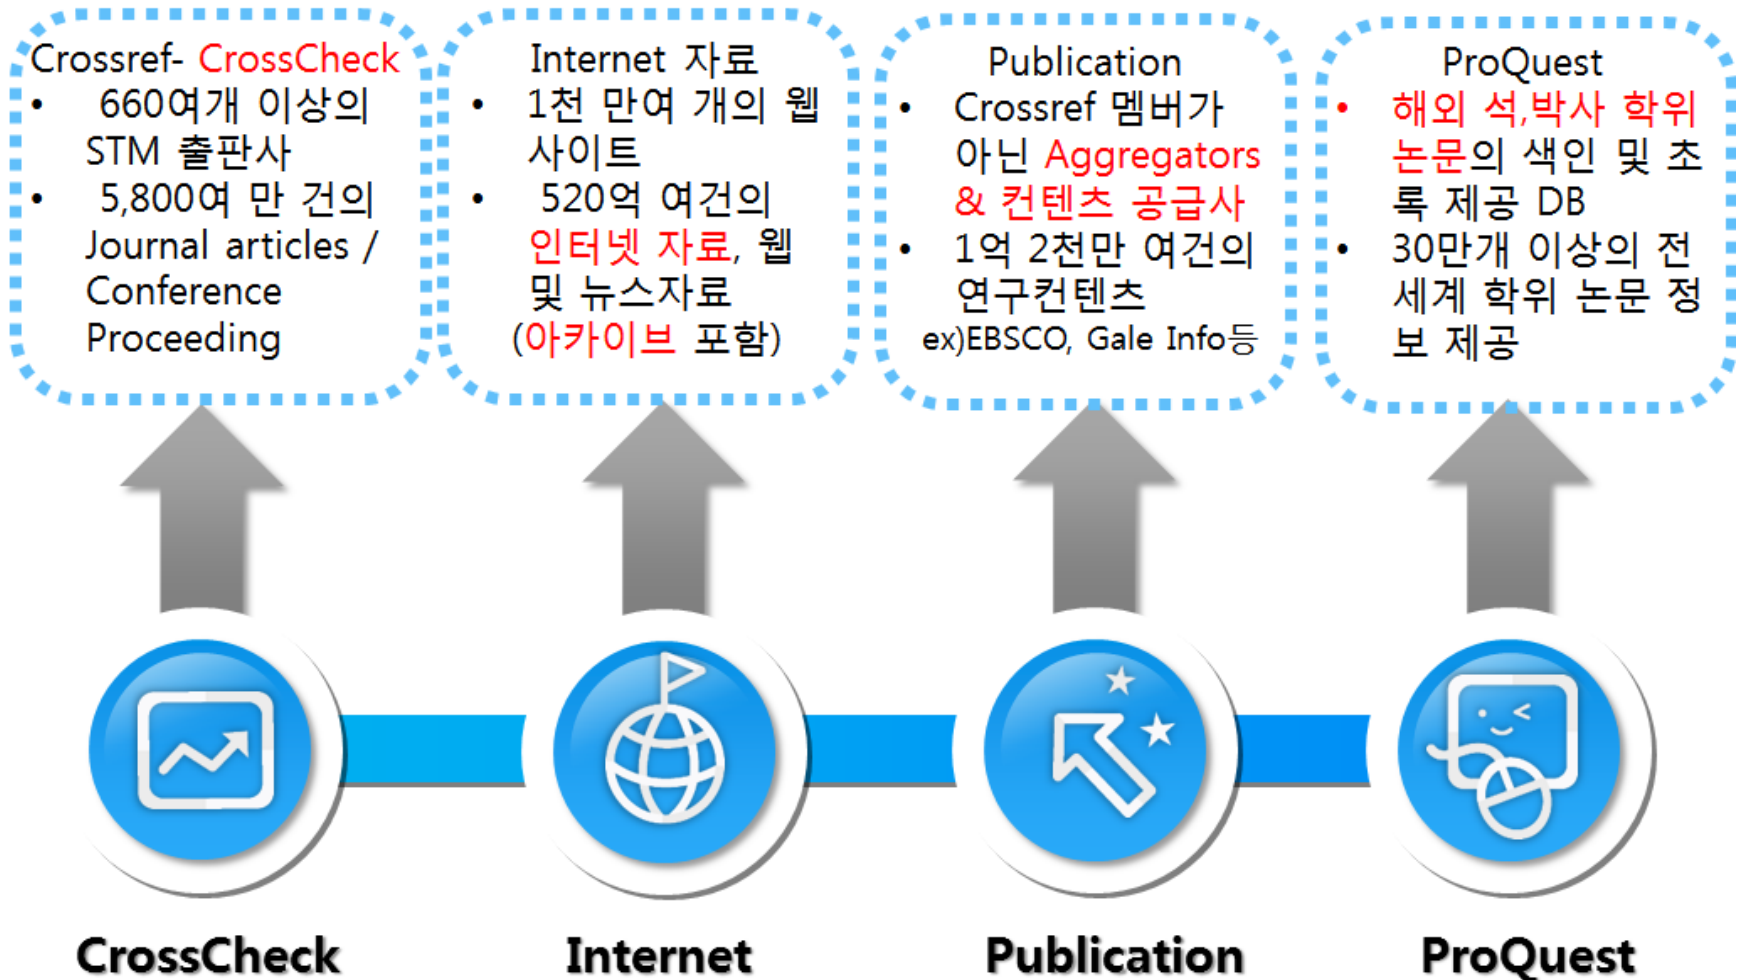 Crossref- CrossCheck
• 660여개 이상의
STM 출판사
• 5,800여 만 건의
Journal articles /
Conference
Proceeding
Internet 자료
• 1천 만여 개의 웹
사이트
• 520억 여건의
인터넷 자료, 웹
및 뉴스자료
(아카이브 포함)
Publication
• Crossref 멤버가
아닌 Aggregators
& 컨텐츠 공급사
• 1억 2천만 여건의
연구컨텐츠
ex)EBSCO, Gale Info등
ProQuest
• 해외 석,박사 학위
논문의 색인 및 초
록 제공 DB
• 30만개 이상의 전
세계 학위 논문 정
보 제공
CrossCheck
Internet
Publication
ProQuest